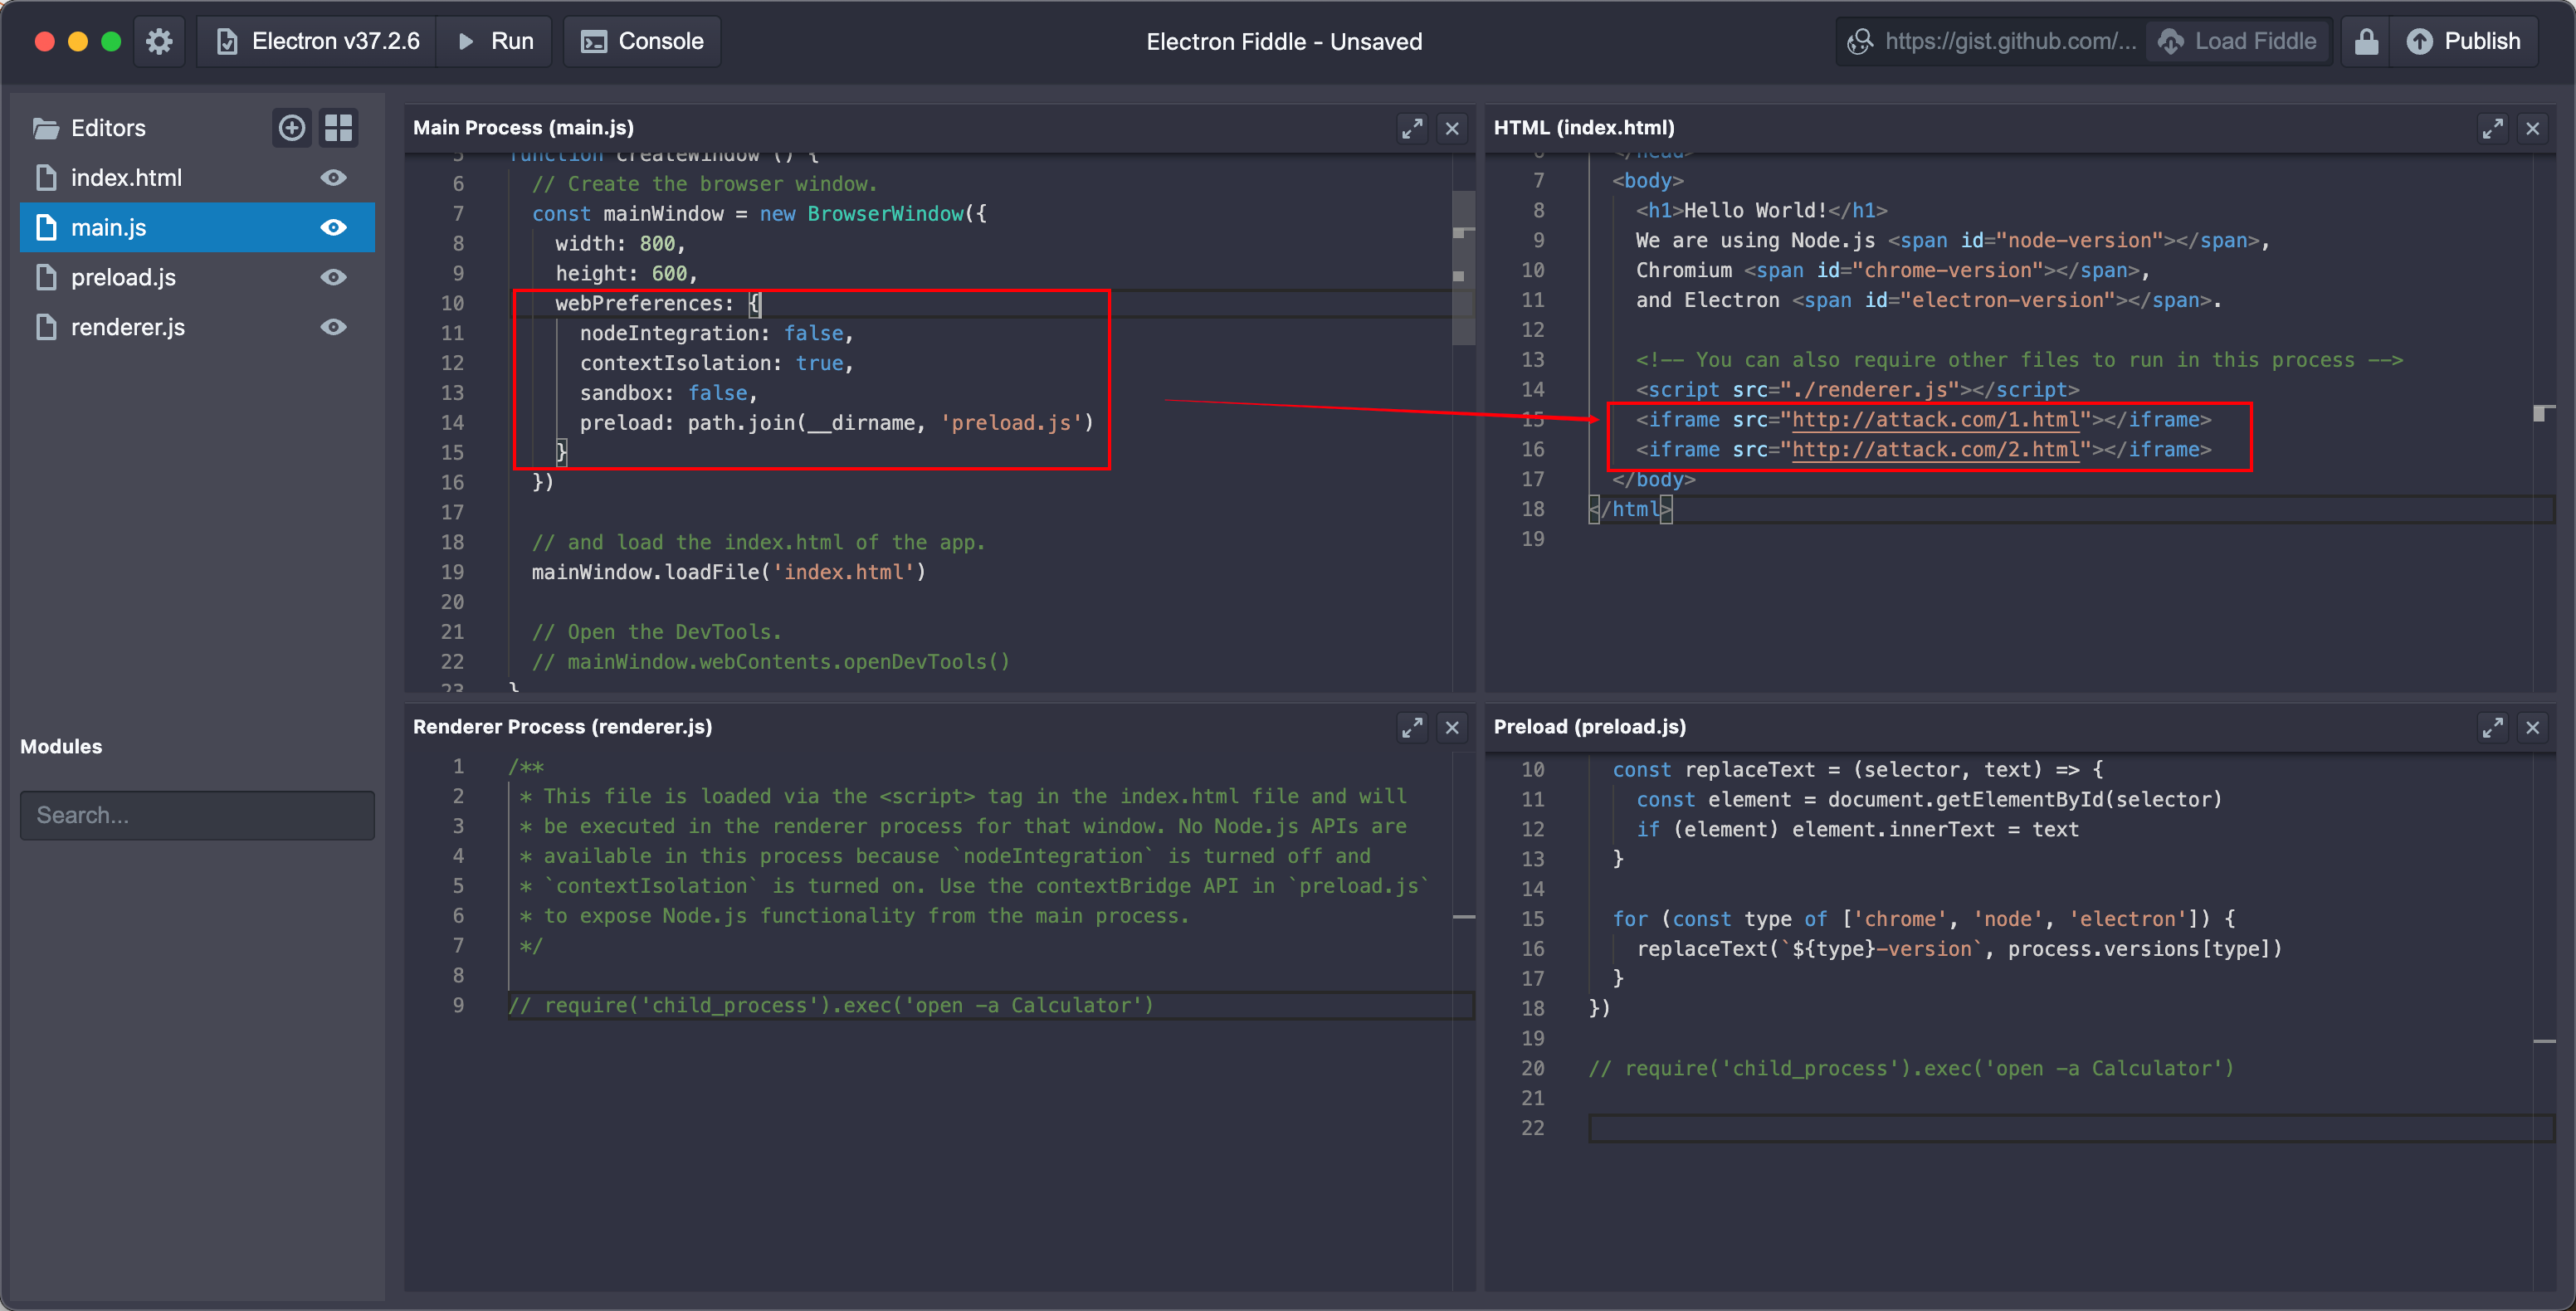 Electron v37.2.6
Run
Console
Electron Fiddle - Unsaved
https://gist.github.com/...
Load Fiddle
Publish
Editors
index.html
main.js
preload.js
renderer.js
Modules
Search...
Main Process (main.js)
5 function createWindow () {
6 // Create the browser window.
7 const mainWindow = new BrowserWindow({
8 width: 800,
9 height: 600,
10 webPreferences: {
11 nodeIntegration: false,
12 contextIsolation: true,
13 sandbox: false,
14 preload: path.join(__dirname, 'preload.js')
15 }
16 })
17
18 // and load the index.html of the app.
19 mainWindow.loadFile('index.html')
20
21 // Open the DevTools.
22 // mainWindow.webContents.openDevTools()
23 }
HTML (index.html)
6 </head>
7 <body>
8 <h1>Hello World!</h1>
9 We are using Node.js <span id="node-version"></span>,
10 Chromium <span id="chrome-version"></span>,
11 and Electron <span id="electron-version"></span>.
12
13 <!-- You can also require other files to run in this process -->
14 <script src="./renderer.js"></script>
15 <iframe src="http://attack.com/1.html"></iframe>
16 <iframe src="http://attack.com/2.html"></iframe>
17 </body>
18 </html>
19
Renderer Process (renderer.js)
1 /**
2 * This file is loaded via the <script> tag in the index.html file and will
3 * be executed in the renderer process for that window. No Node.js APIs are
4 * available in this process because `nodeIntegration` is turned off and
5 * `contextIsolation` is turned on. Use the contextBridge API in `preload.js`
6 * to expose Node.js functionality from the main process.
7 */
8
9 // require('child_process').exec('open -a Calculator')
Preload (preload.js)
10 const replaceText = (selector, text) => {
11 const element = document.getElementById(selector)
12 if (element) element.innerText = text
13 }
14
15 for (const type of ['chrome', 'node', 'electron']) {
16 replaceText(`${type}-version`, process.versions[type])
17 }
18 })
19
20 // require('child_process').exec('open -a Calculator')
21
22